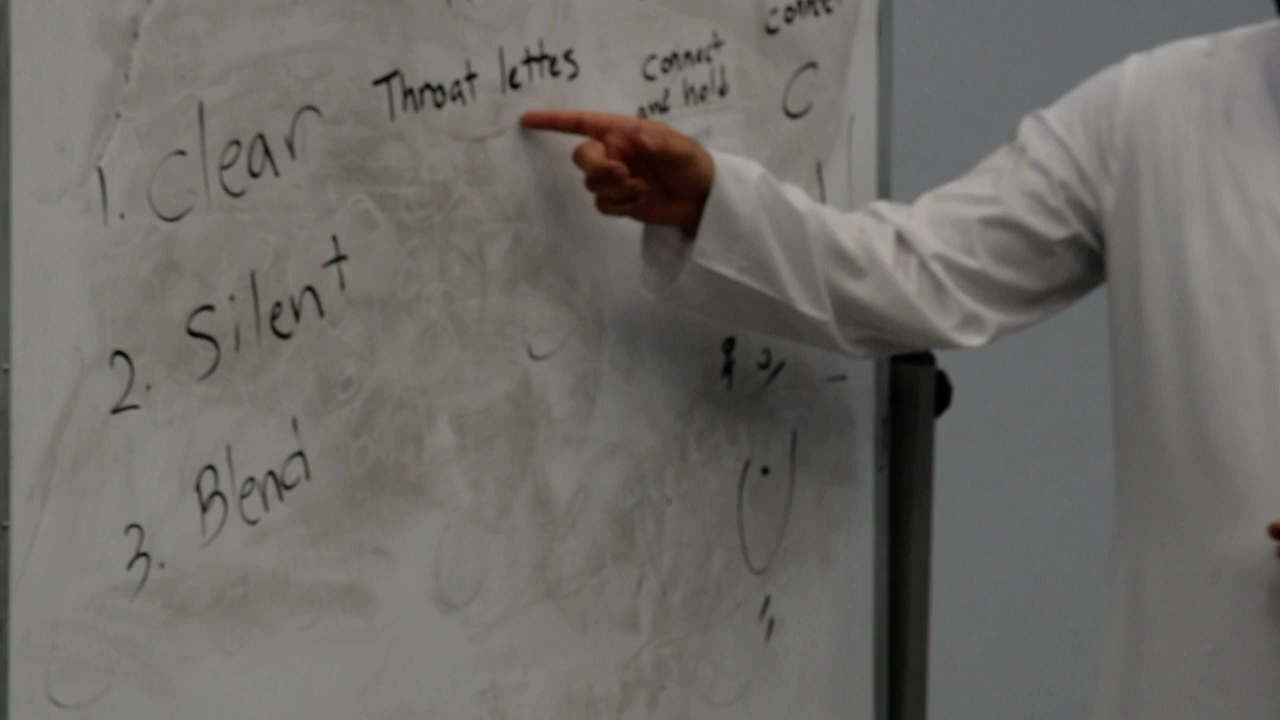 1. Clear Throat lettes
connect
and hold
C
2. Silent
3. Blend
ن